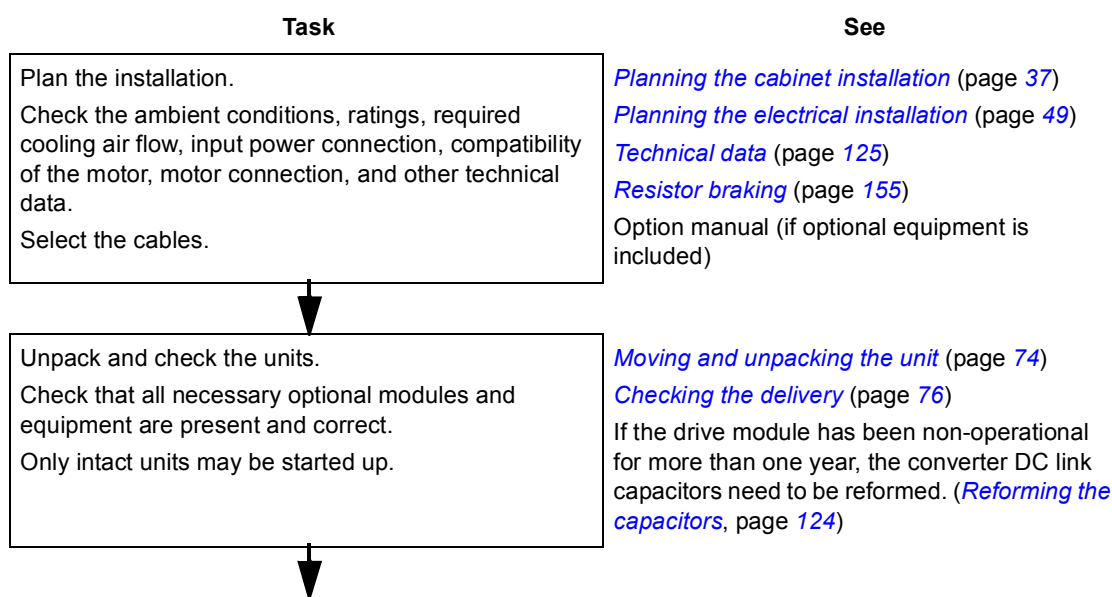 Task
See
Plan the installation.
Check the ambient conditions, ratings, required
cooling air flow, input power connection, compatibility
of the motor, motor connection, and other technical
data.
Select the cables.
Planning the cabinet installation (page 37)
Planning the electrical installation (page 49)
Technical data (page 125)
Resistor braking (page 155)
Option manual (if optional equipment is
included)
Unpack and check the units.
Check that all necessary optional modules and
equipment are present and correct.
Only intact units may be started up.
Moving and unpacking the unit (page 74)
Checking the delivery (page 76)
If the drive module has been non-operational
for more than one year, the converter DC link
capacitors need to be reformed. (Reforming the
capacitors, page 124)